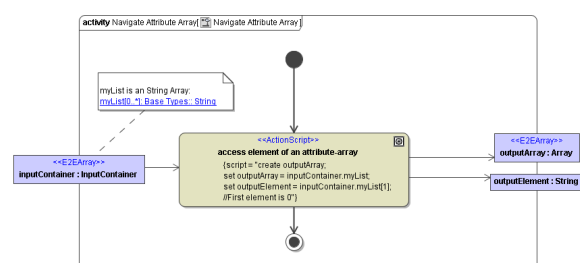 activity Navigate Attribute Array[ Navigate Attribute Array ]
myList is an String Array:
myList[0..*]: Base Types:: String
<<E2EArray>>
inputContainer : InputContainer
<<ActionScript>>
access element of an attribute-array
{script = "create outputArray;
set outputArray = inputContainer.myList;
set outputElement = inputContainer.myList[1];
//First element is 0"}
<<E2EArray>>
outputArray : Array
outputElement : String